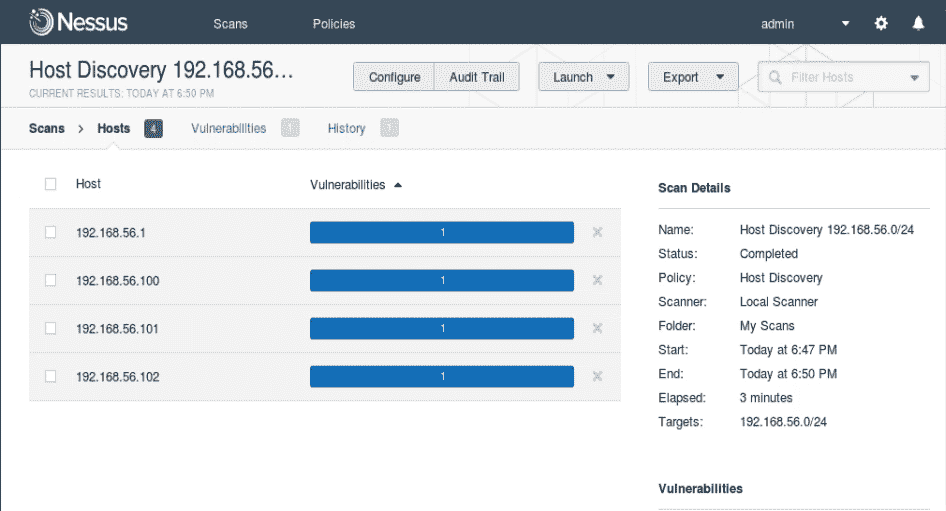 Nessus Scans Policies admin
Host Discovery 192.168.56... Configure Audit Trail Launch Export Filter Hosts
CURRENT RESULTS: TODAY AT 6:50 PM
Scans > Hosts 4 Vulnerabilities 1 History 1
Host Vulnerabilities
192.168.56.1 1
192.168.56.100 1
192.168.56.101 1
192.168.56.102 1
Scan Details
Name: Host Discovery 192.168.56.0/24
Status: Completed
Policy: Host Discovery
Scanner: Local Scanner
Folder: My Scans
Start: Today at 6:47 PM
End: Today at 6:50 PM
Elapsed: 3 minutes
Targets: 192.168.56.0/24
Vulnerabilities